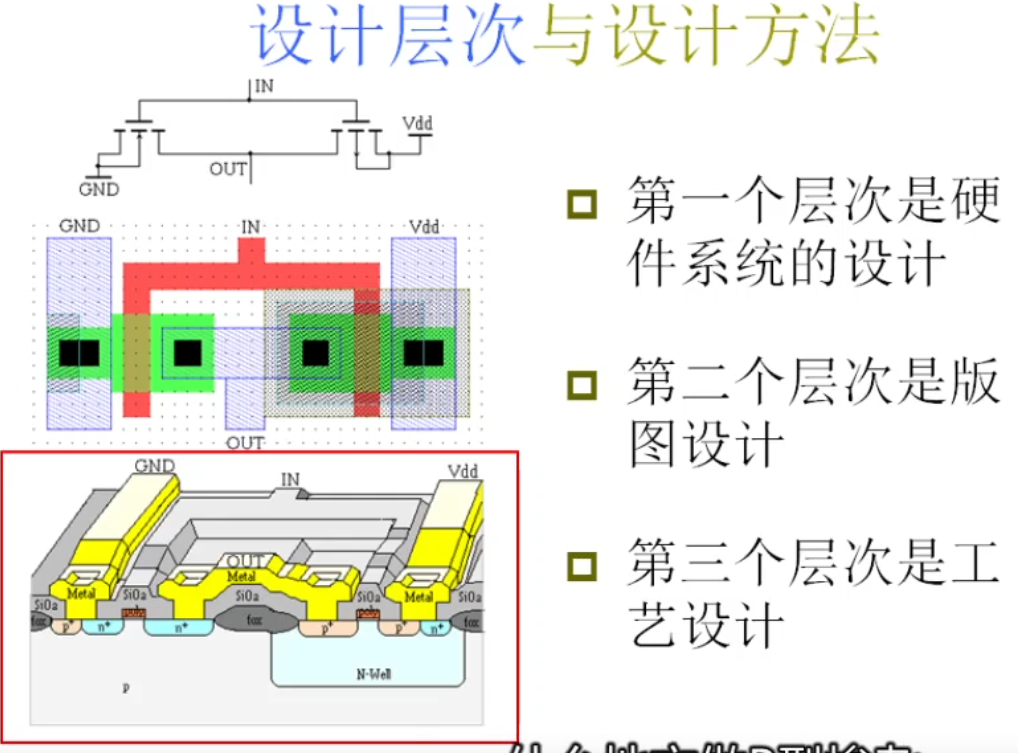 设计层次与设计方法
IN
Vdd
OUT
GND
GND
IN
Vdd
OUT
GND
IN
Vdd
OUT
Metal
Metal
SiO₂
SiO₂
SiO₂
Metal
SiO₂
SiO₂
poly
poly
fox
p⁺
n⁺
n⁺
fox
p⁺
p⁺
n⁺
fox
N-Well
p
第一个层次是硬
件系统的设计
第二个层次是版
图设计
第三个层次是工
艺设计